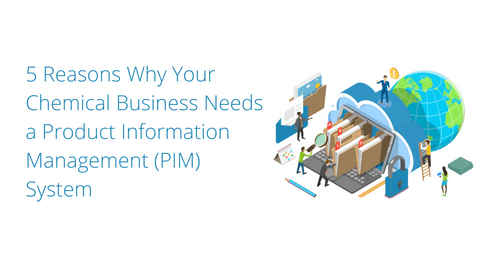 5 Reasons Why Your
Chemical Business Needs
a Product Information
Management (PIM)
System